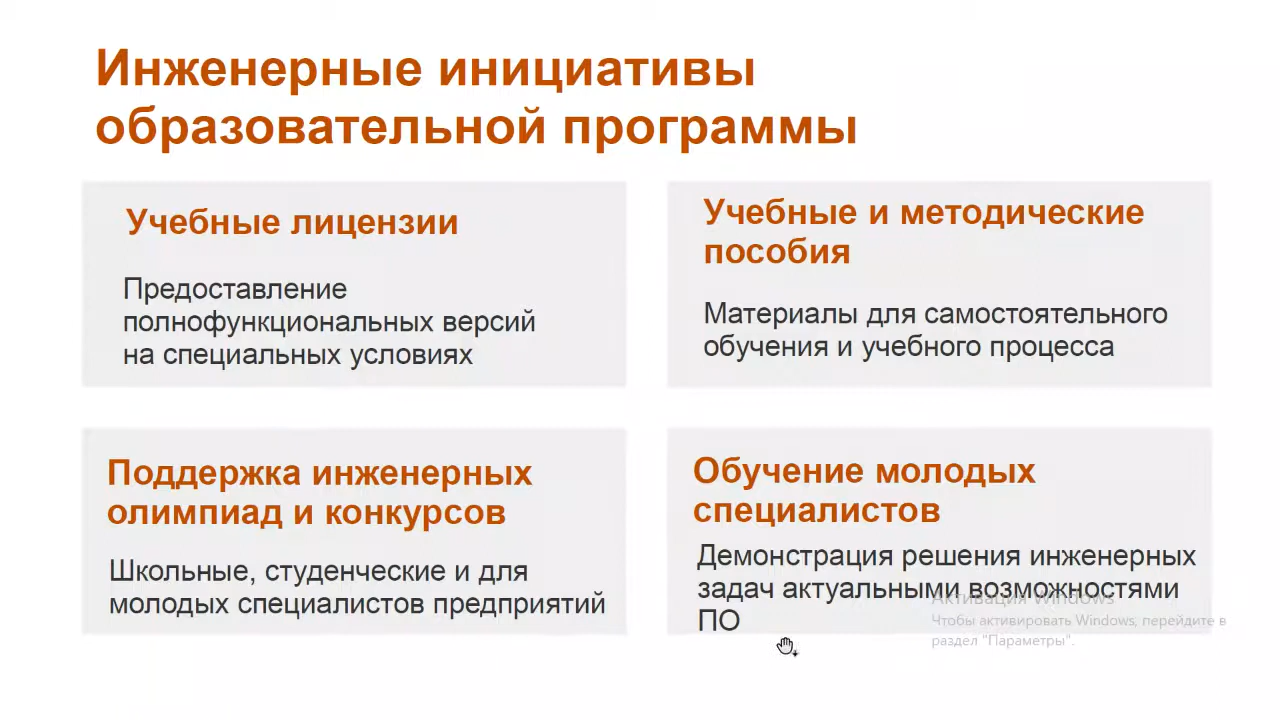 Инженерные инициативы
образовательной программы
Учебные лицензии
Предоставление
полнофункциональных версий
на специальных условиях
Учебные и методические
пособия
Материалы для самостоятельного
обучения и учебного процесса
Поддержка инженерных
олимпиад и конкурсов
Школьные, студенческие и для
молодых специалистов предприятий
Обучение молодых
специалистов
Демонстрация решения инженерных
задач актуальными возможностями
ПО
Активация Windows
Чтобы активировать Windows, перейдите в
раздел "Параметры".